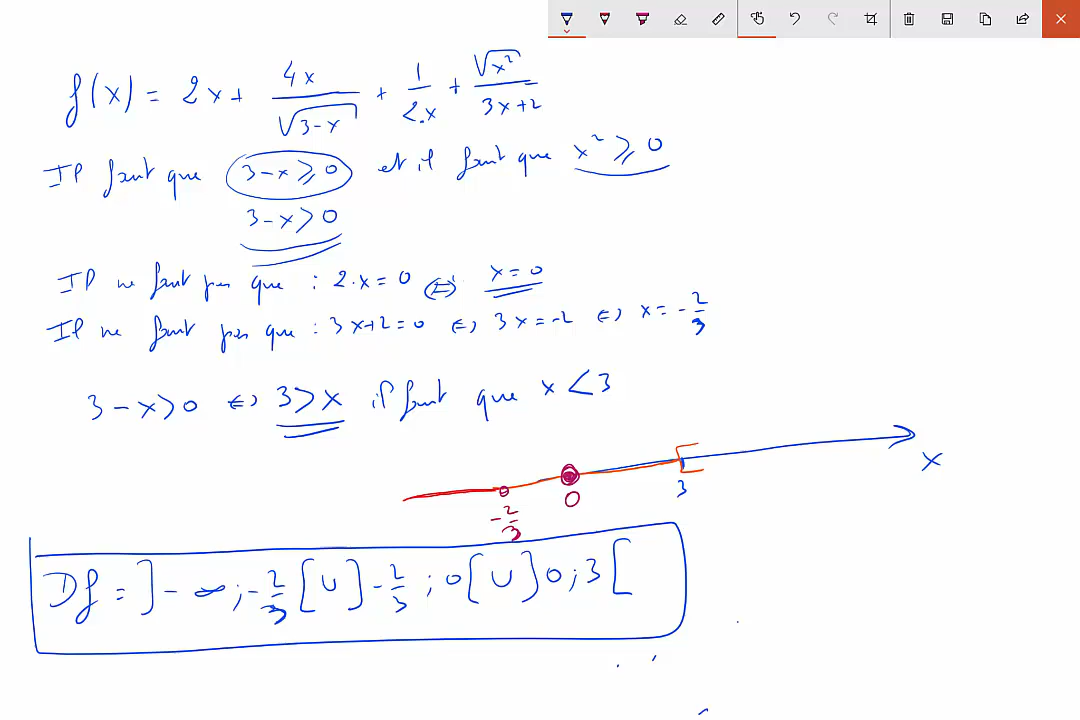 f(x) = 2x + 4x/√(3-x) + 1/2.x + √x²/3x+2
Il faut que 3-x ⩾ 0 et il faut que x² ⩾ 0
3-x > 0
Il ne faut pas que : 2.x = 0 ⇔ x = 0
Il ne faut pas que : 3x+2 = 0 ⇔ 3x = -2 ⇔ x = -2/3
3-x > 0 ⇔ 3 > x il faut que x < 3
-2/3 0 3 x
Df = ]-∞ ; -2/3[ U ]-2/3 ; 0[ U ]0 ; 3[